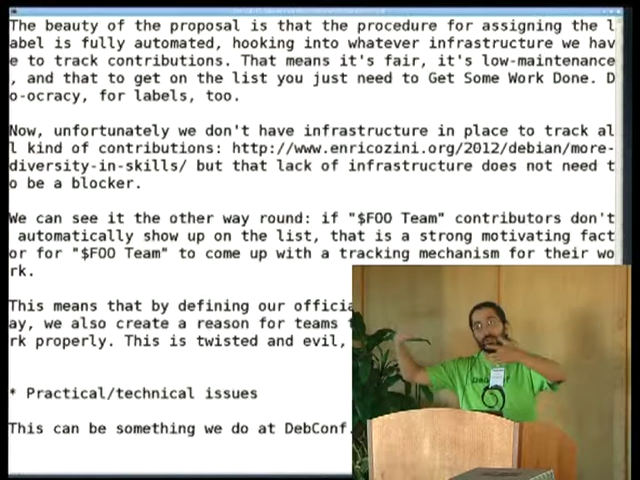 The beauty of the proposal is that the procedure for assigning the l
abel is fully automated, hooking into whatever infrastructure we hav
e to track contributions. That means it's fair, it's low-maintenance
, and that to get on the list you just need to Get Some Work Done. D
o-ocracy, for labels, too.
Now, unfortunately we don't have infrastructure in place to track al
l kind of contributions: http://www.enricozini.org/2012/debian/more-
diversity-in-skills/ but that lack of infrastructure does not need t
o be a blocker.
We can see it the other way round: if "$FOO Team" contributors don't
automatically show up on the list, that is a strong motivating fact
or for "$FOO Team" to come up with a tracking mechanism for their wo
rk.
This means that by defining our officia
ay, we also create a reason for teams
rk properly. This is twisted and evil,
* Practical/technical issues
This can be something we do at DebConf.